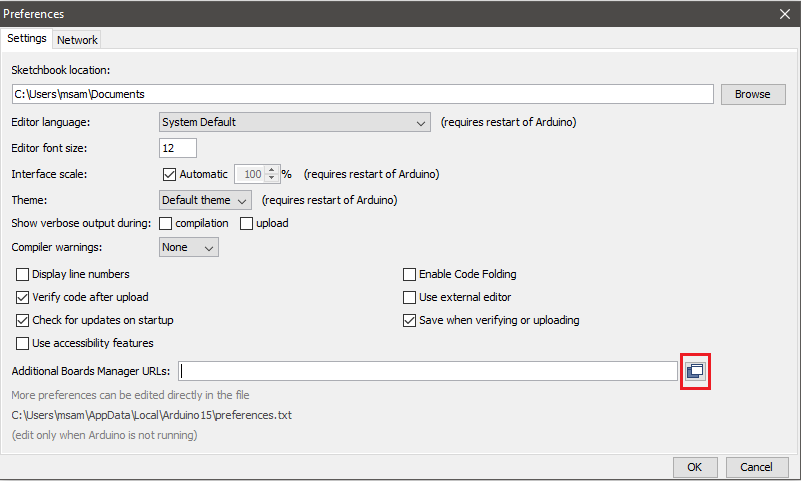 Preferences
Settings Network
Sketchbook location:
C:\Users\msam\Documents Browse
Editor language: System Default (requires restart of Arduino)
Editor font size: 12
Interface scale: Automatic 100 % (requires restart of Arduino)
Theme: Default theme (requires restart of Arduino)
Show verbose output during: compilation upload
Compiler warnings: None
Display line numbers Enable Code Folding
Verify code after upload Use external editor
Check for updates on startup Save when verifying or uploading
Use accessibility features
Additional Boards Manager URLs:
More preferences can be edited directly in the file
C:\Users\msam\AppData\Local\Arduino15\preferences.txt
(edit only when Arduino is not running)
OK Cancel